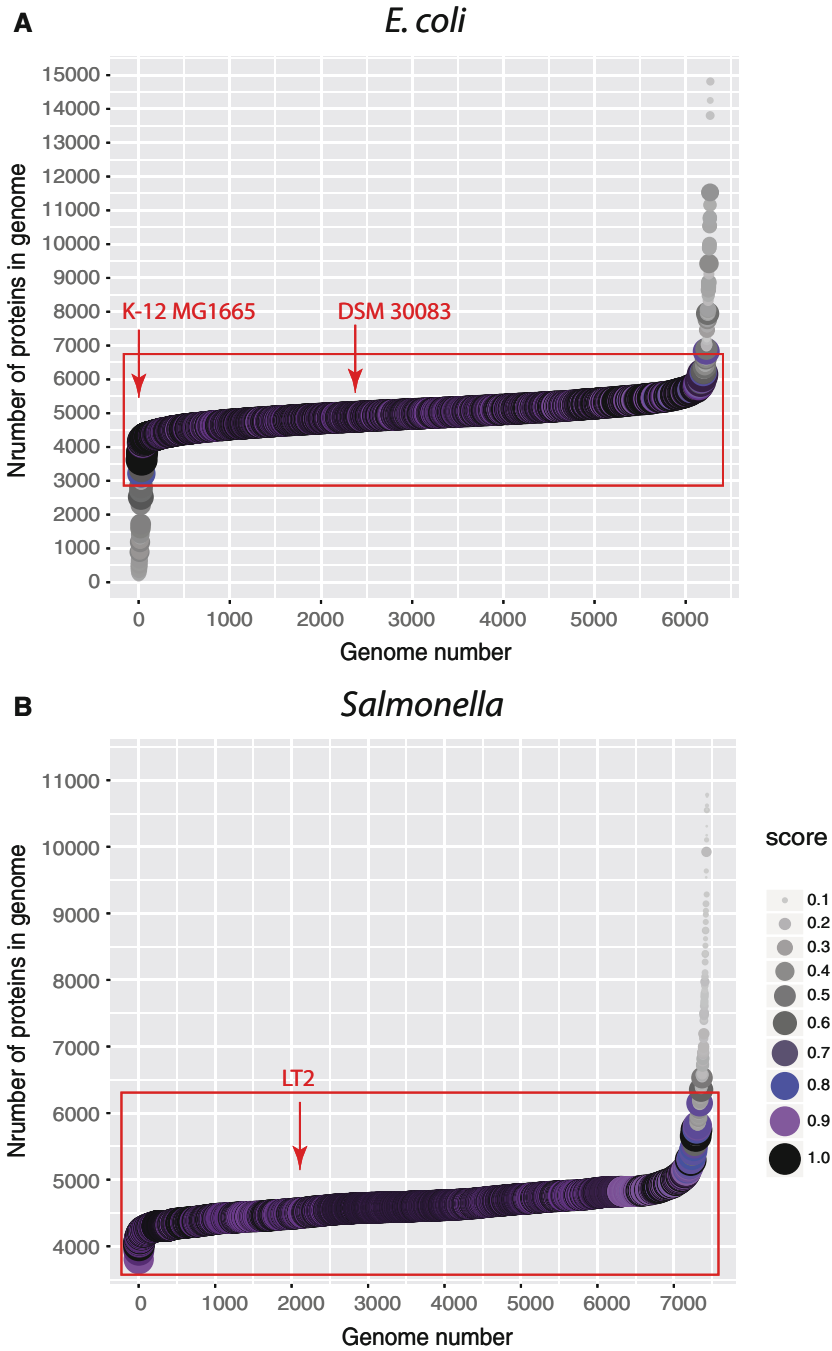 A
E. coli
Nrumber of proteins in genome
15000
14000
13000
12000
11000
10000
9000
8000
7000
6000
5000
4000
3000
2000
1000
0
K-12 MG1665
DSM 30083
0 1000 2000 3000 4000 5000 6000
Genome number
B
Salmonella
Nrumber of proteins in genome
11000
10000
9000
8000
7000
6000
5000
4000
LT2
0 1000 2000 3000 4000 5000 6000 7000
Genome number
score
0.1
0.2
0.3
0.4
0.5
0.6
0.7
0.8
0.9
1.0